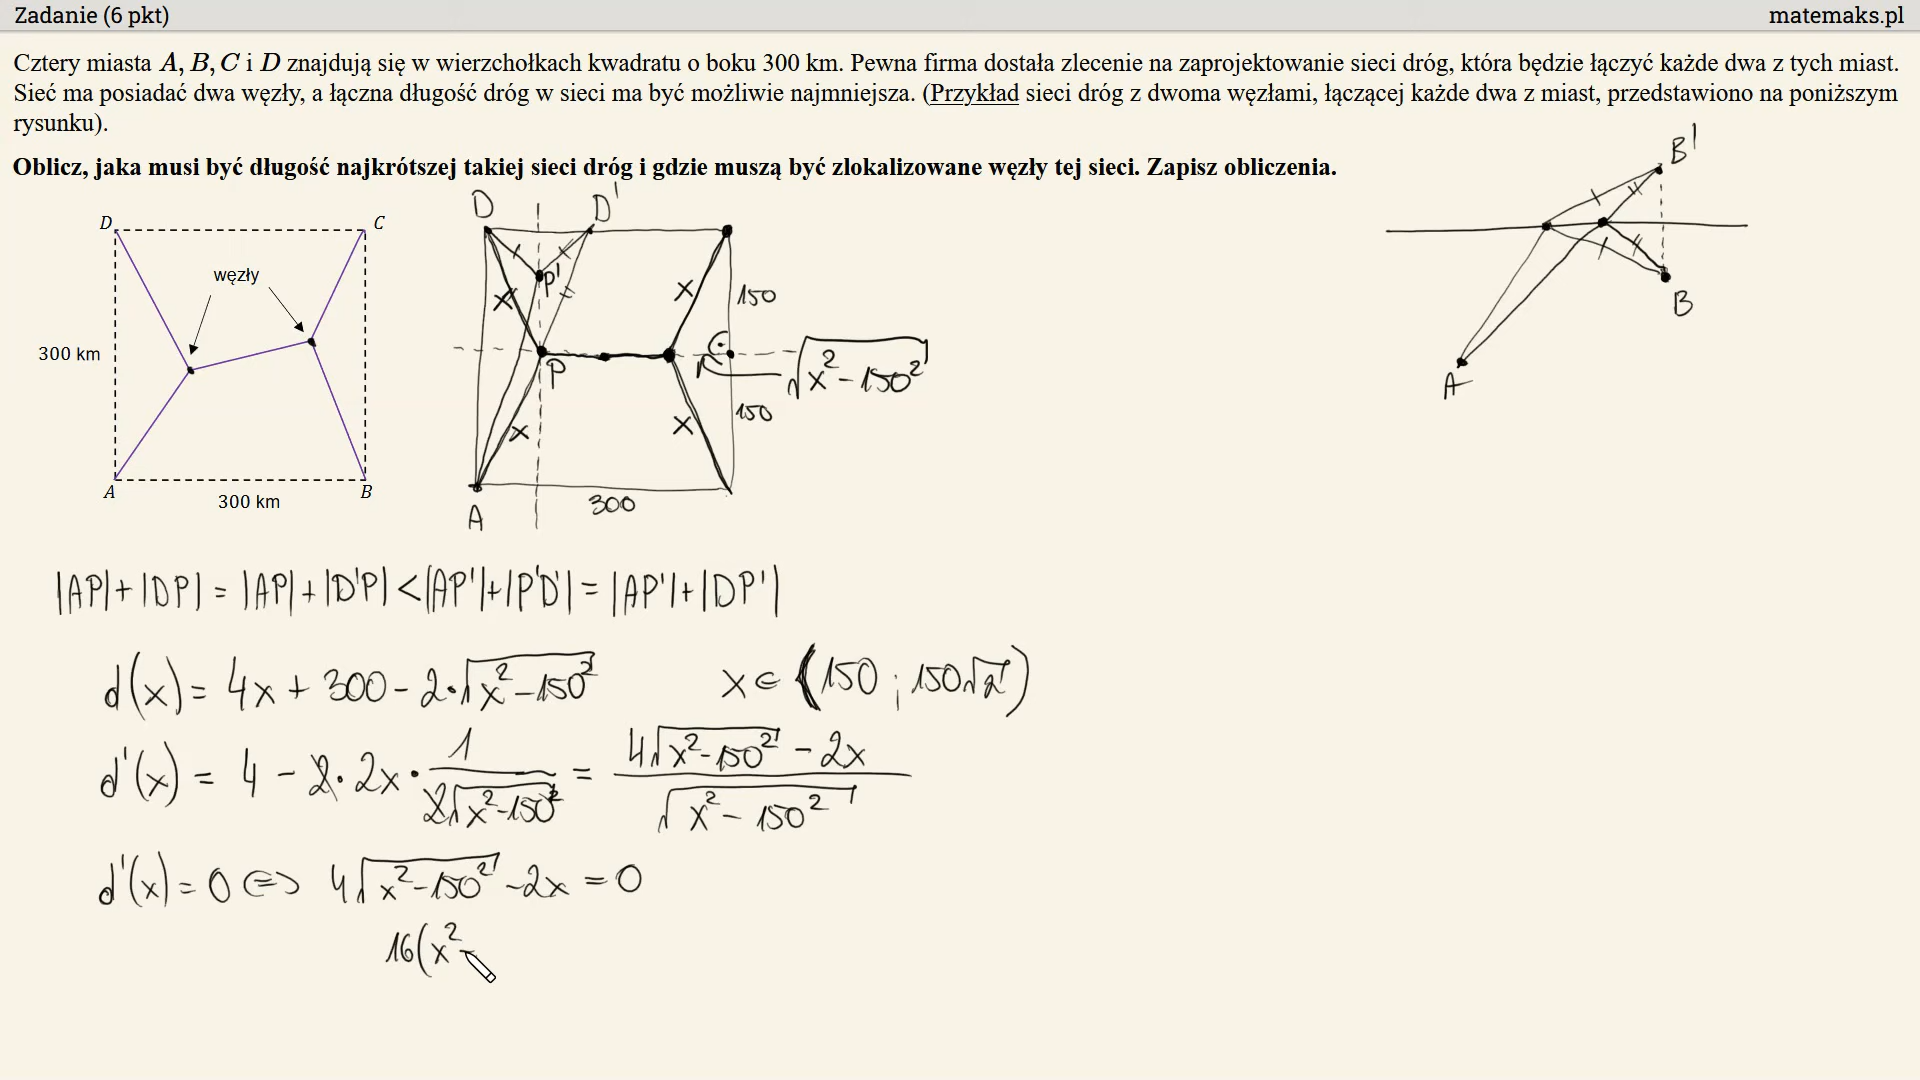 Zadanie (6 pkt) matemaks.pl
Cztery miasta A, B, C i D znajdują się w wierzchołkach kwadratu o boku 300 km. Pewna firma dostała zlecenie na zaprojektowanie sieci dróg, która będzie łączyć każde dwa z tych miast.
Sieć ma posiadać dwa węzły, a łączna długość dróg w sieci ma być możliwie najmniejsza. (Przykład sieci dróg z dwoma węzłami, łączącej każde dwa z miast, przedstawiono na poniższym
rysunku).
Oblicz, jaka musi być długość najkrótszej takiej sieci dróg i gdzie muszą być zlokalizowane węzły tej sieci. Zapisz obliczenia.
D C
węzły
300 km
A B
300 km
D D'
P'
x x 150
P √(x² - 150²)
x x 150
A 300
B'
B
A
|AP| + |DP| = |AP| + |D'P| < |AP'| + |P'D'| = |AP'| + |DP'|
d(x) = 4x + 300 - 2·√(x² - 150²) x ∈ (150 ; 150√2)
d'(x) = 4 - 2·2x · 1/(2√(x² - 150²)) = (4√(x² - 150²) - 2x)/√(x² - 150²)
d'(x) = 0 ⇔ 4√(x² - 150²) - 2x = 0
16(x² -